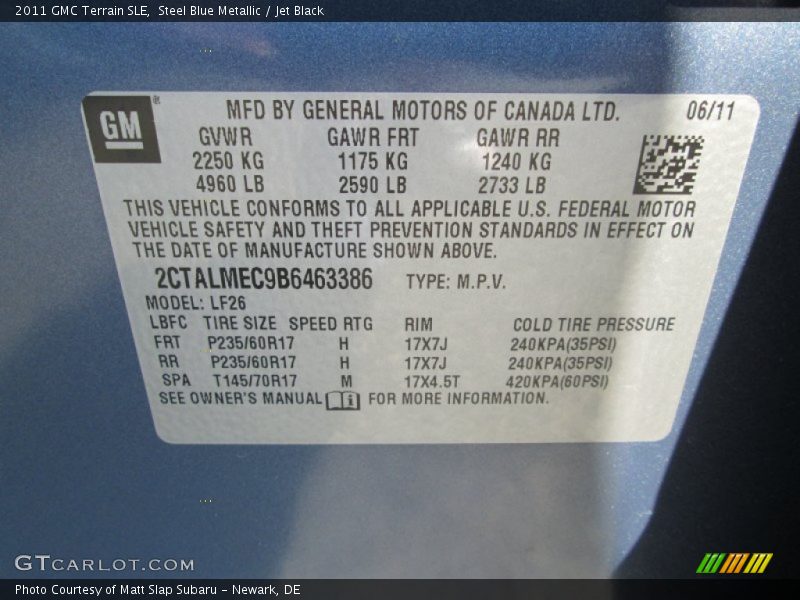 2011 GMC Terrain SLE, Steel Blue Metallic / Jet Black
GM ®
MFD BY GENERAL MOTORS OF CANADA LTD. 06/11
GVWR GAWR FRT GAWR RR
2250 KG 1175 KG 1240 KG
4960 LB 2590 LB 2733 LB
THIS VEHICLE CONFORMS TO ALL APPLICABLE U.S. FEDERAL MOTOR
VEHICLE SAFETY AND THEFT PREVENTION STANDARDS IN EFFECT ON
THE DATE OF MANUFACTURE SHOWN ABOVE.
2CTALMEC9B6463386 TYPE: M.P.V.
MODEL: LF26
LBFC TIRE SIZE SPEED RTG RIM COLD TIRE PRESSURE
FRT P235/60R17 H 17X7J 240KPA(35PSI)
RR P235/60R17 H 17X7J 240KPA(35PSI)
SPA T145/70R17 M 17X4.5T 420KPA(60PSI)
SEE OWNER'S MANUAL i FOR MORE INFORMATION.
GTCARLOT.COM
Photo Courtesy of Matt Slap Subaru – Newark, DE